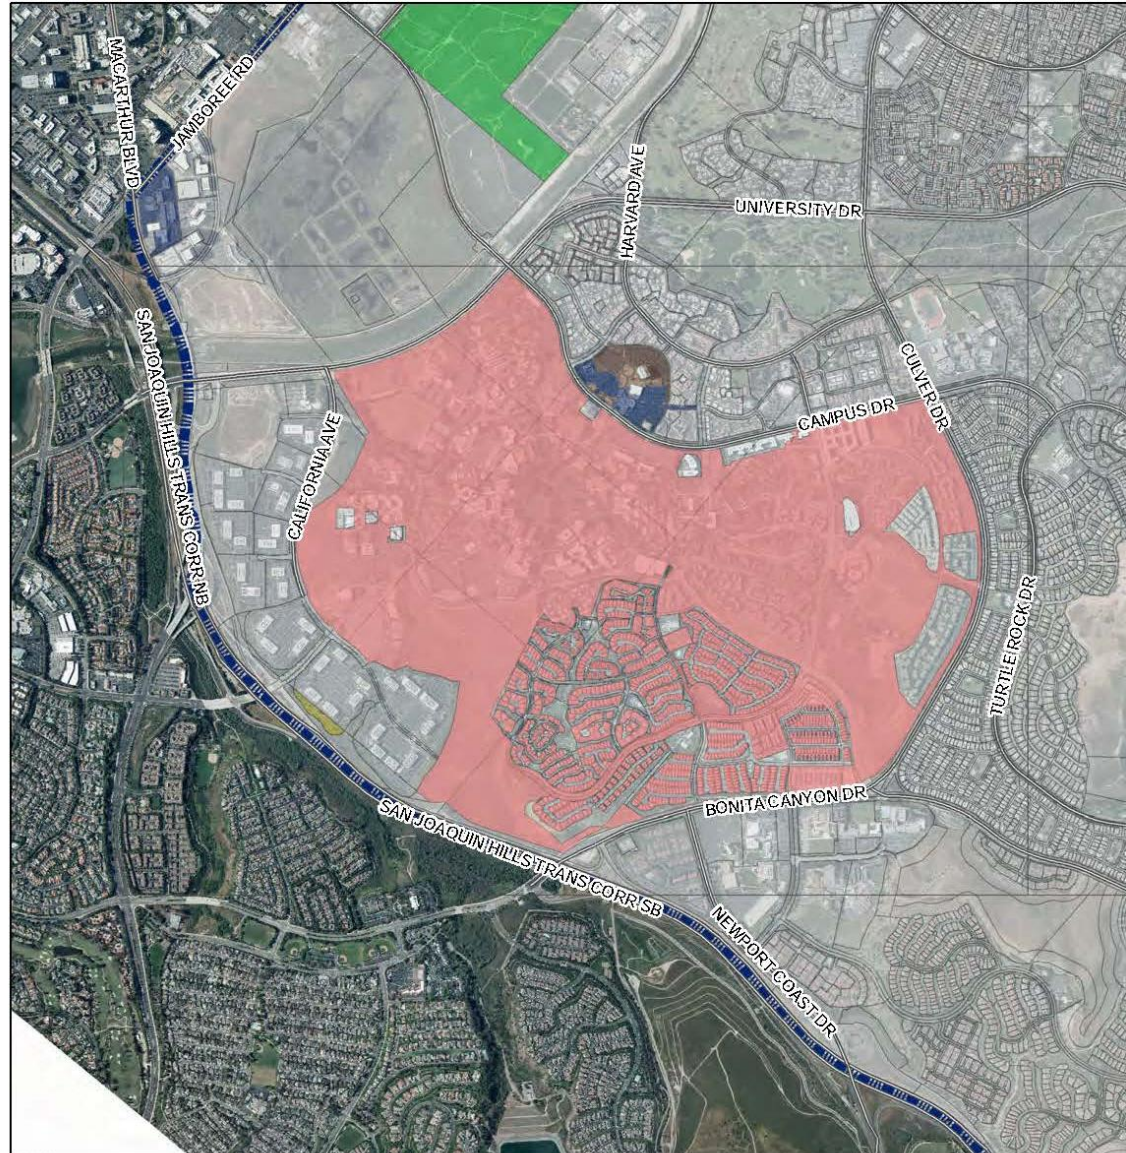 MACARTHUR BLVD
JAMBOREE RD
HARVARD AVE
UNIVERSITY DR
SAN JOAQUIN HILLS TRANS CORR NB
CULVER DR
CAMPUS DR
CALIFORNIA AVE
TURTLE ROCK DR
BONITA CANYON DR
SAN JOAQUIN HILLS TRANS CORR SB
NEWPORT COAST DR